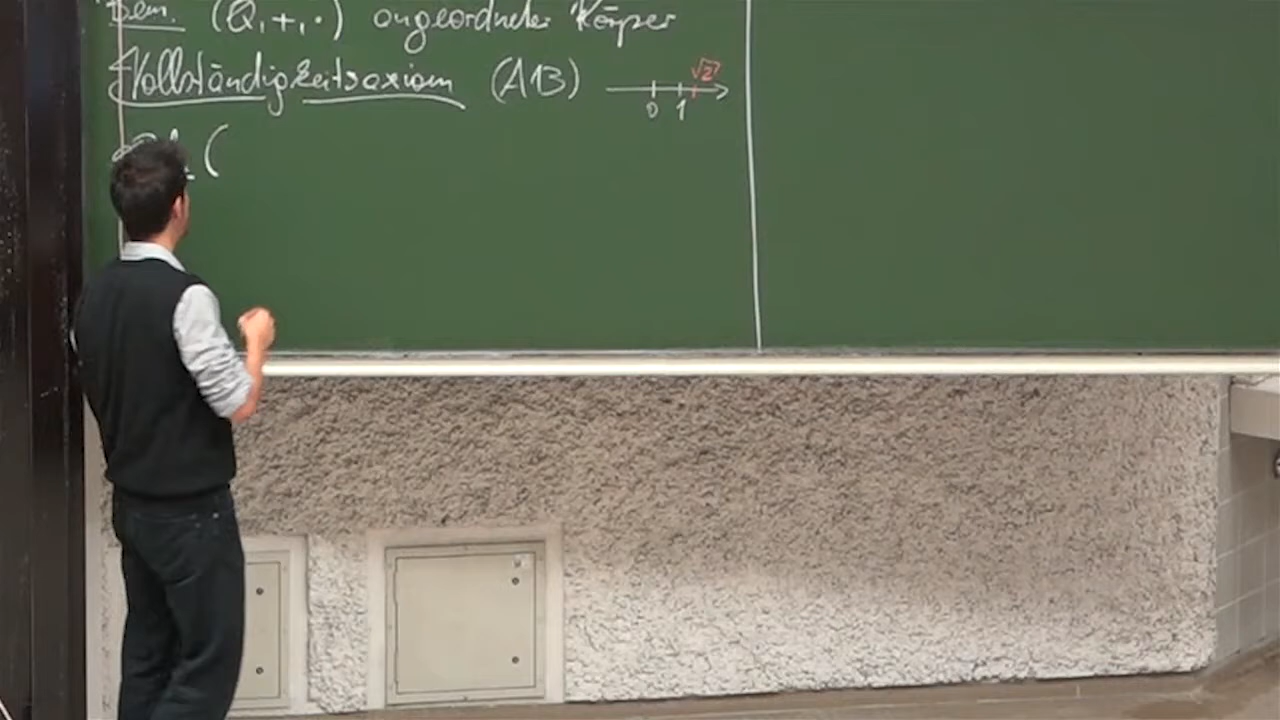 Bem. (Q,+,·) angeordneter Körper
Vollständigkeitsaxiom (A13)
√2
0 1
(